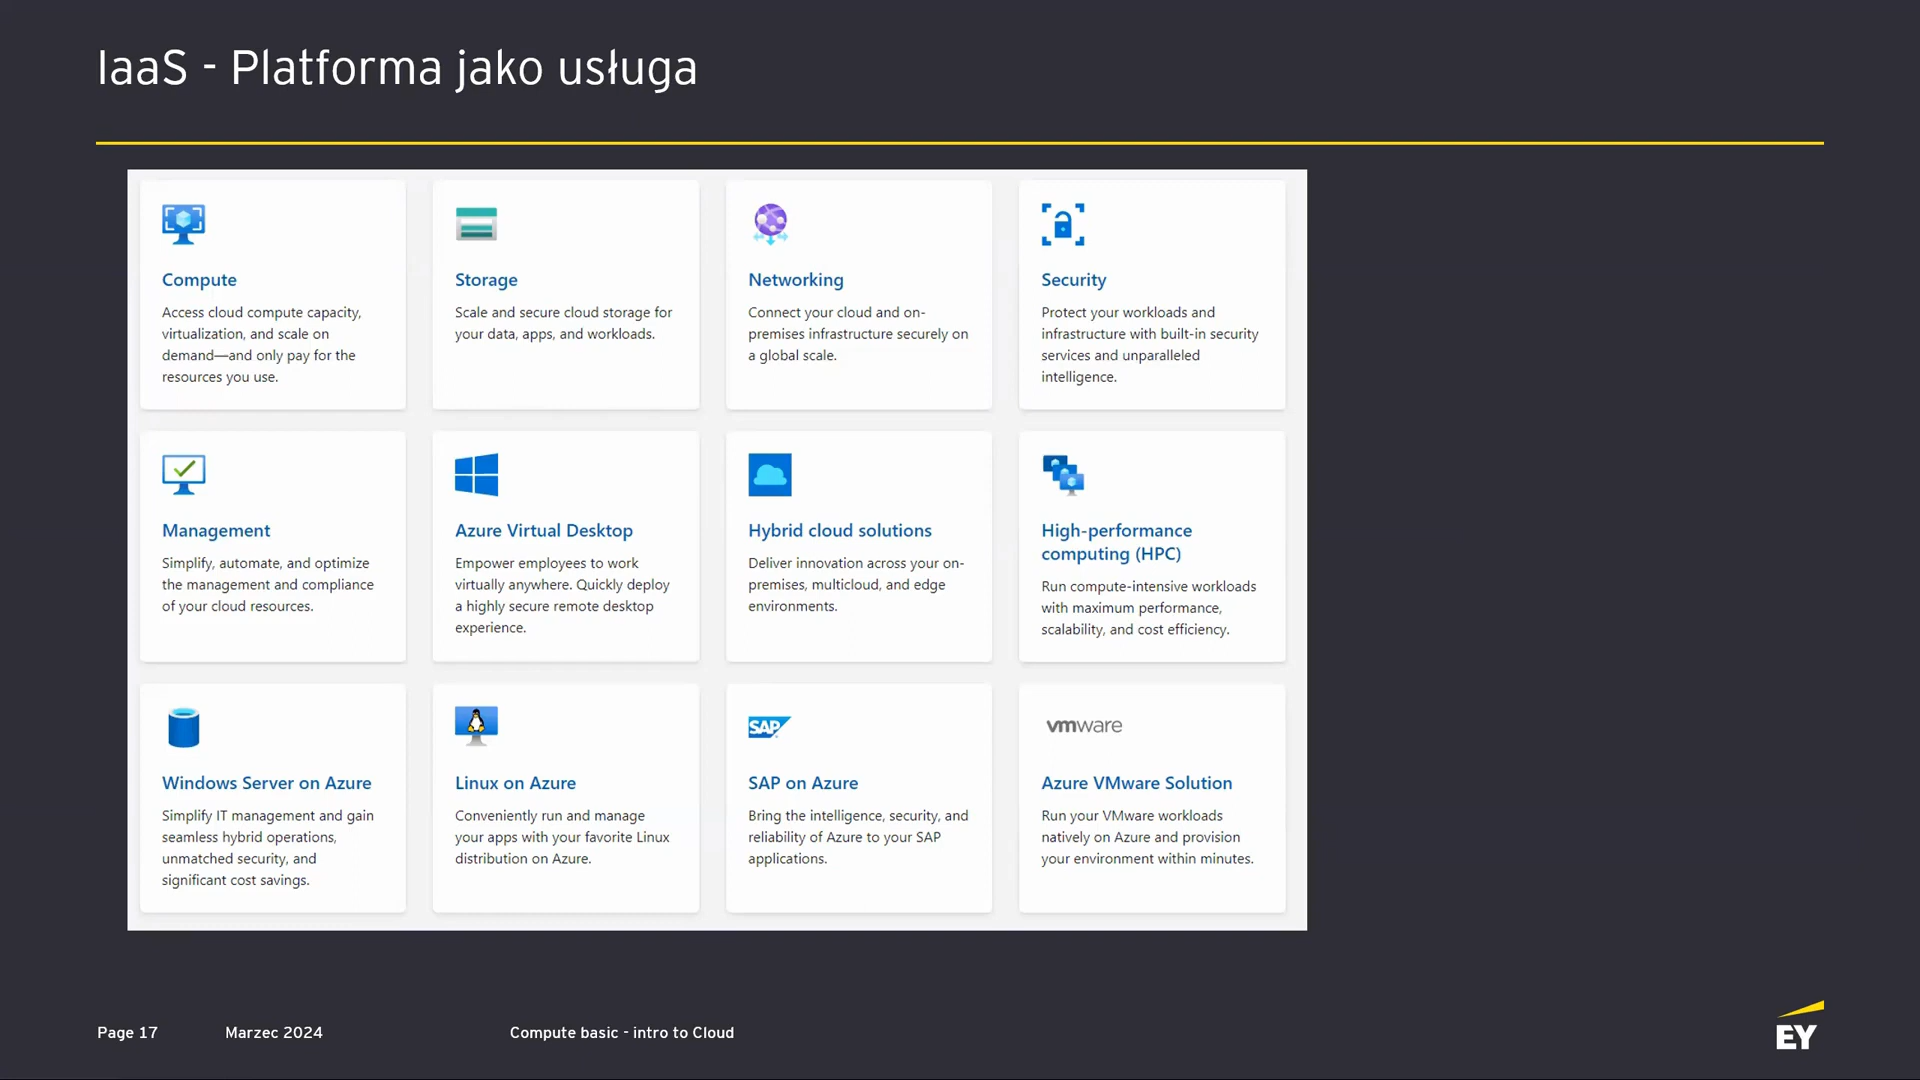 IaaS - Platforma jako usługa
Compute
Access cloud compute capacity,
virtualization, and scale on
demand—and only pay for the
resources you use.
Storage
Scale and secure cloud storage for
your data, apps, and workloads.
Networking
Connect your cloud and on-
premises infrastructure securely on
a global scale.
Security
Protect your workloads and
infrastructure with built-in security
services and unparalleled
intelligence.
Management
Simplify, automate, and optimize
the management and compliance
of your cloud resources.
Azure Virtual Desktop
Empower employees to work
virtually anywhere. Quickly deploy
a highly secure remote desktop
experience.
Hybrid cloud solutions
Deliver innovation across your on-
premises, multicloud, and edge
environments.
High-performance
computing (HPC)
Run compute-intensive workloads
with maximum performance,
scalability, and cost efficiency.
Windows Server on Azure
Simplify IT management and gain
seamless hybrid operations,
unmatched security, and
significant cost savings.
Linux on Azure
Conveniently run and manage
your apps with your favorite Linux
distribution on Azure.
SAP
SAP on Azure
Bring the intelligence, security, and
reliability of Azure to your SAP
applications.
vmware
Azure VMware Solution
Run your VMware workloads
natively on Azure and provision
your environment within minutes.
Page 17
Marzec 2024
Compute basic - intro to Cloud
EY